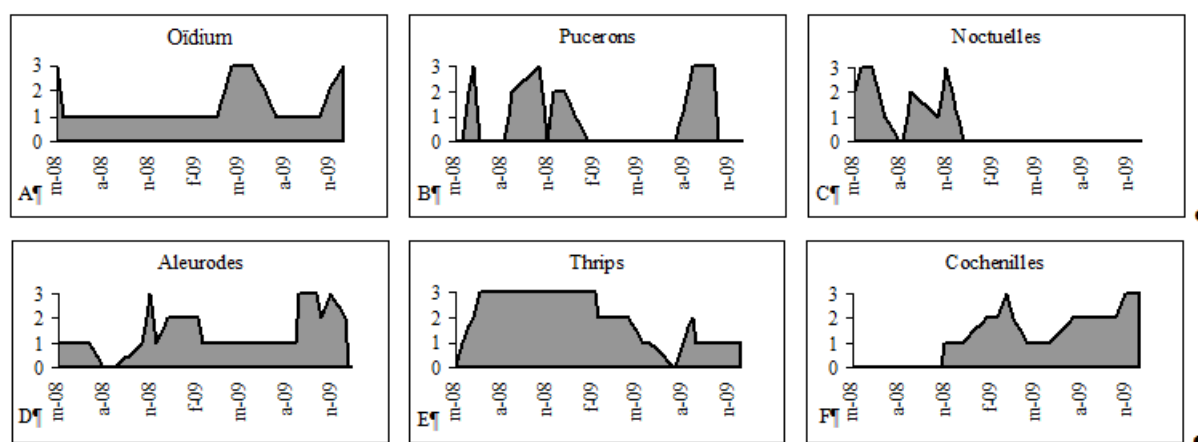 Oïdium
3
2
1
0
m-08
a-08
n-08
f-09
m-09
a-09
n-09
A¶
Pucerons
3
2
1
0
m-08
a-08
n-08
f-09
m-09
a-09
n-09
B¶
Noctuelles
3
2
1
0
m-08
a-08
n-08
f-09
m-09
a-09
n-09
C¶
Aleurodes
3
2
1
0
m-08
a-08
n-08
f-09
m-09
a-09
n-09
D¶
Thrips
3
2
1
0
m-08
a-08
n-08
f-09
m-09
a-09
n-09
E¶
Cochenilles
3
2
1
0
m-08
a-08
n-08
f-09
m-09
a-09
n-09
F¶